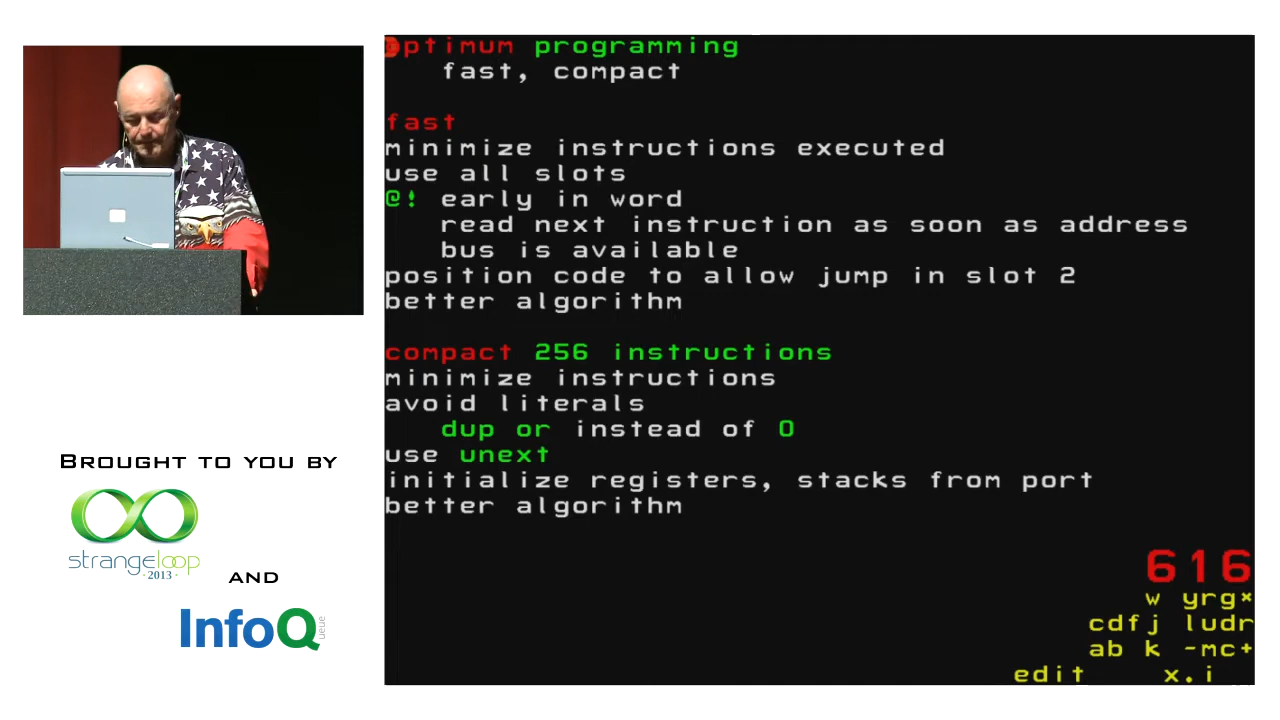 optimum programming
fast, compact
fast
minimize instructions executed
use all slots
@! early in word
read next instruction as soon as address
bus is available
position code to allow jump in slot 2
better algorithm
compact 256 instructions
minimize instructions
avoid literals
dup or instead of 0
use unext
initialize registers, stacks from port
better algorithm
616
w yrg*
cdfj ludr
ab k -mc+
edit x.i
BROUGHT TO YOU BY
strangeloop
·2013·
AND
InfoQ